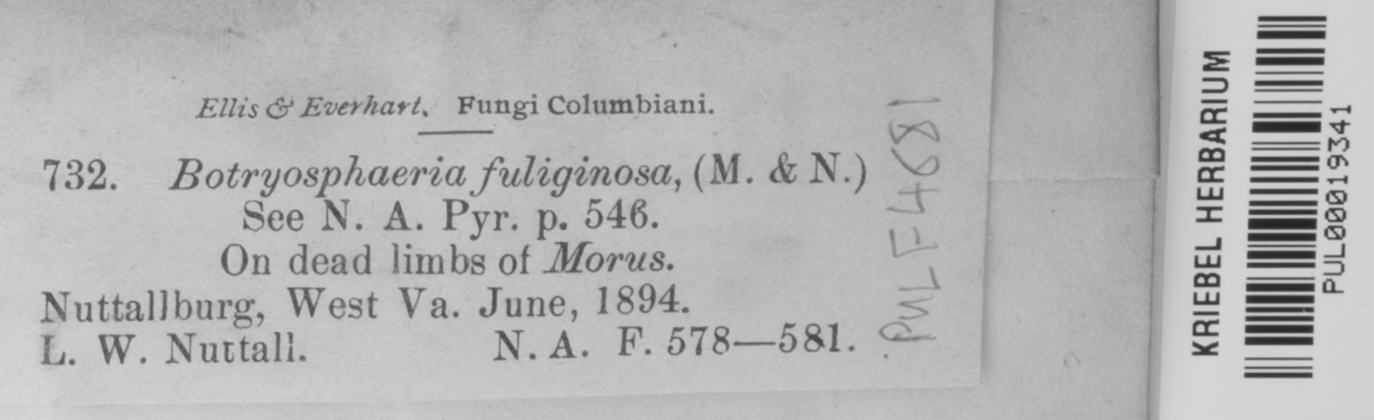 Ellis & Everhart. Fungi Columbiani.
732. Botryosphaeria fuliginosa, (M. & N.)
See N. A. Pyr. p. 546.
On dead limbs of Morus.
Nuttallburg, West Va. June, 1894.
L. W. Nuttall. N. A. F. 578—581.
PUL F4681
KRIEBEL HERBARIUM
PUL00019341